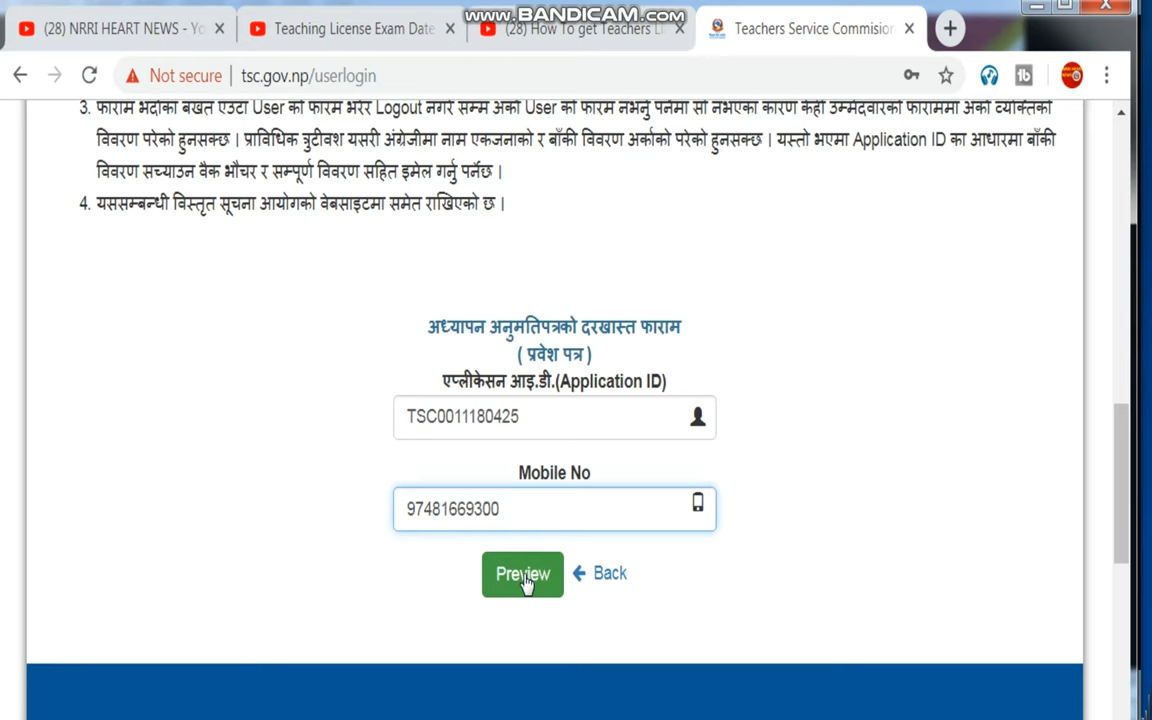 www.BANDICAM.com
(28) NRRI HEART NEWS - Yo
Teaching License Exam Date
(28) How To get Teachers Li
Teachers Service Commision
Not secure | tsc.gov.np/userlogin
3. फाराम भर्दाका बखत एउटा User को फारम भरेर Logout नगरे सम्म अर्को User को फारम नभर्नु पर्नेमा सो नभएको कारण केही उम्मेदवारको फाराममा अर्को व्यक्तिको
विवरण परेको हुनसक्छ । प्राविधिक त्रुटीवश यसरी अंग्रेजीमा नाम एकजनाको र बाँकी विवरण अर्काको परेको हुनसक्छ । यस्तो भएमा Application ID का आधारमा बाँकी
विवरण सच्याउन वैक भौचर र सम्पूर्ण विवरण सहित इमेल गर्नु पर्नेछ ।
4. यससम्बन्धी विस्तृत सूचना आयोगको वेबसाइटमा समेत राखिएको छ ।
अध्यापन अनुमतिपत्रको दरखास्त फाराम
( प्रवेश पत्र )
एप्लीकेसन आइ.डी.(Application ID)
TSC0011180425
Mobile No
97481669300
Preview
Back